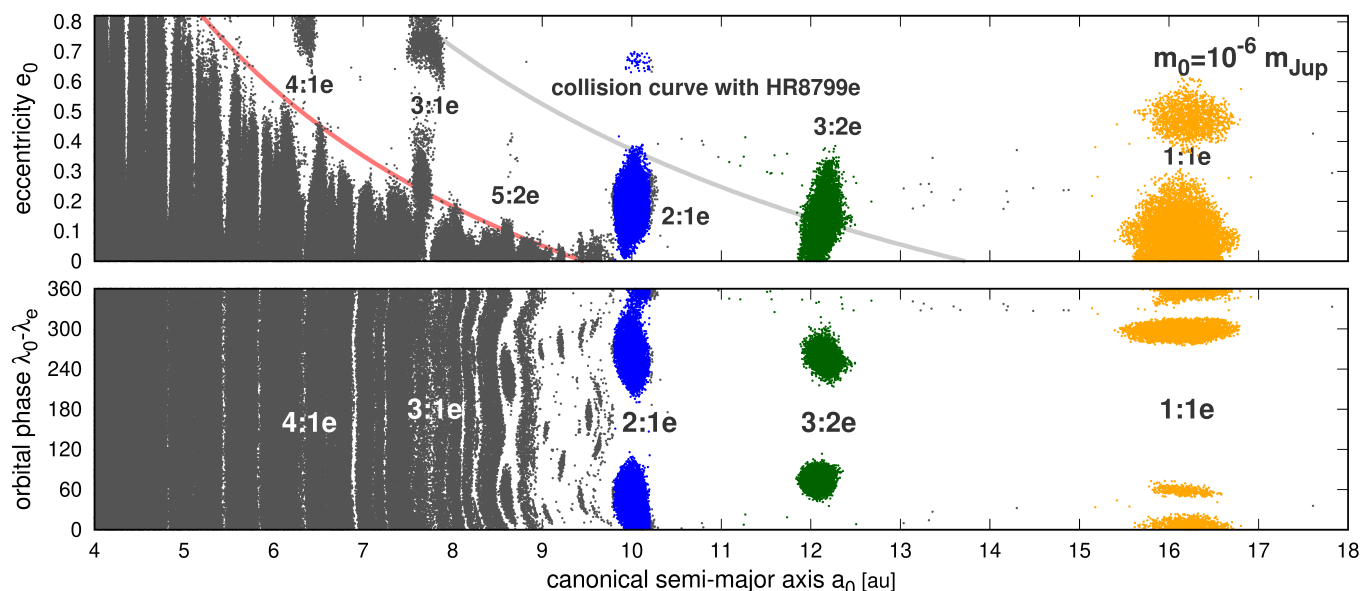 eccentricity e0
0.8
0.7
0.6
0.5
0.4
0.3
0.2
0.1
0
m0=10-6 mJup
4:1e
collision curve with HR8799e
3:1e
3:2e
1:1e
5:2e
2:1e
orbital phase λ0-λe
360
300
240
180
120
60
0
4:1e
3:1e
2:1e
3:2e
1:1e
4 5 6 7 8 9 10 11 12 13 14 15 16 17 18
canonical semi-major axis a0 [au]